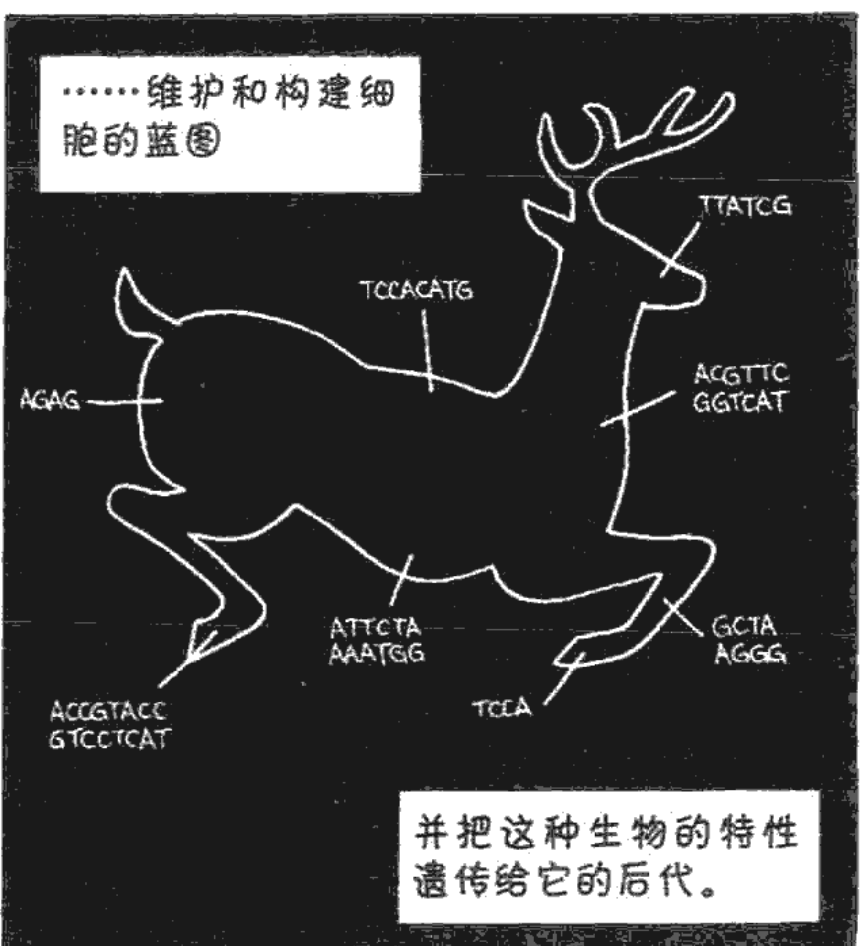 ……维护和构建细
胞的蓝图
TTATCG
TCCACATG
ACGTTC
GGTCAT
AGAG
ATTCTA
AAATGG
GCTA
AGGG
TCCA
ACCGTACC
GTCCTCAT
并把这种生物的特性
遗传给它的后代。